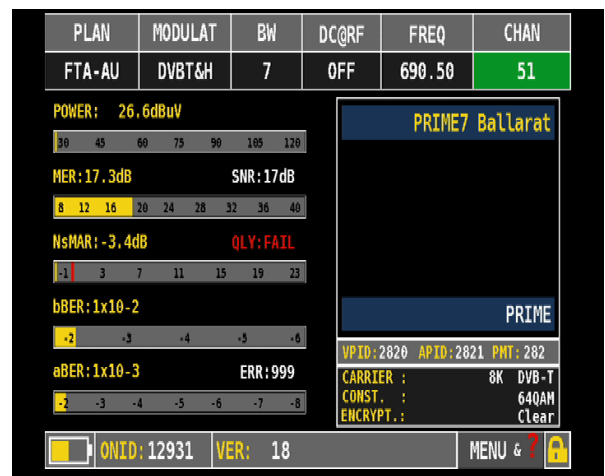 PLAN MODULAT BW DC@RF FREQ CHAN
FTA-AU DVBT&H 7 OFF 690.50 51
POWER: 26.6dBuV
30 45 60 75 90 105 120
MER:17.3dB SNR:17dB
8 12 16 20 24 28 32 36 40
NsMAR:-3.4dB QLY:FAIL
-1 3 7 11 15 19 23
bBER:1x10-2
-2 -3 -4 -5 -6
aBER:1x10-3 ERR:999
-2 -3 -4 -5 -6 -7 -8
PRIME7 Ballarat
PRIME
VPID:2820 APID:2821 PMT:282
CARRIER : 8K DVB-T
CONST. : 64QAM
ENCRYPT.: Clear
ONID:12931 VER: 18 MENU & ?